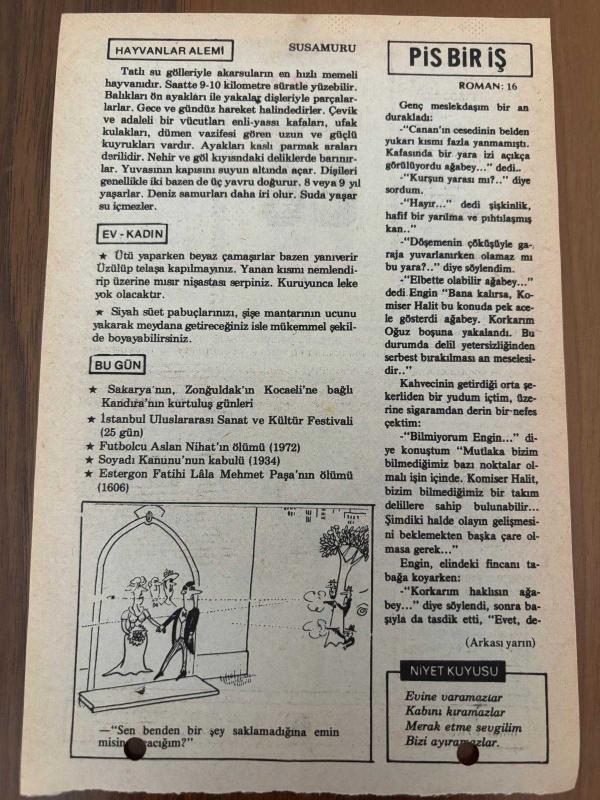 HAYVANLAR ALEMİ
SUSAMURU
Tatlı su gölleriyle akarsuların en hızlı memeli
hayvanıdır. Saatte 9-10 kilometre süratle yüzebilir.
Balıkları ön ayakları ile yakalar dişleriyle parçalar-
larlar. Gece ve gündüz hareket halindedirler. Çevik
ve adaleli bir vücutları enli-yassı kafaları, ufak
kulakları, dümen vazifesi gören uzun ve güçlü
kuyrukları vardır. Ayakları kaslı parmak araları
derilidir. Nehir ve göl kıyısındaki deliklerde barınır-
lar. Yuvasının kapısını suyun altında açar. Dişileri
genellikle iki bazen de üç yavru doğurur. 8 veya 9 yıl
yaşarlar. Deniz samurları daha iri olur. Suda yaşar
su içmezler.
EV - KADIN
★ Ütü yaparken beyaz çamaşırlar bazen yanıverir
Üzülüp telaşa kapılmayınız. Yanan kısmı nemlendi-
rip üzerine mısır nişastası serpiniz. Kuruyunca leke
yok olacaktır.
★ Siyah süet pabuçlarınızı, şişe mantarının ucunu
yakarak meydana getireceğiniz isle mükemmel şekil-
de boyayabilirsiniz.
BU GÜN
★ Sakarya'nın, Zonğuldak'ın Kocaeli'ne bağlı
Kandıra'nın kurtuluş günleri
★ İstanbul Uluslararası Sanat ve Kültür Festivali
(25 gün)
★ Futbolcu Aslan Nihat'ın ölümü (1972)
★ Soyadı Kanunu'nun kabulü (1934)
★ Estergon Fatihi Lâla Mehmet Paşa'nın ölümü
(1606)
—"Sen benden bir şey saklamadığına emin
misin acığım?"
PİS BİR İŞ
ROMAN: 16
Genç meslekdaşım bir an
durakladı:
-"Canan'ın cesedinin belden
yukarı kısmı fazla yanmamıştı.
Kafasında bir yara izi açıkça
görülüyordu ağabey..." dedi..
-"Kurşun yarası mı?.." diye
sordum.
-"Hayır..." dedi şişkinlik,
hafif bir yarılma ve pıhtılaşmış
kan.."
-"Döşemenin çöküşüyle ga-
raja yuvarlanırken olamaz mı
bu yara?.." diye söylendim.
-"Elbette olabilir ağabey..."
dedi Engin "Bana kalırsa, Ko-
miser Halit bu konuda pek ace-
le gösterdi ağabey. Korkarım
Oğuz boşuna yakalandı. Bu
durumda delil yetersizliğinden
serbest bırakılması an meselesi-
dir.."
Kahvecinin getirdiği orta şe-
kerliden bir yudum içtim, üze-
rine sigaramdan derin bir nefes
çektim:
-"Bilmiyorum Engin..." di-
ye konuştum "Mutlaka bizim
bilmediğimiz bazı noktalar ol-
malı işin içinde. Komiser Halit,
bizim bilmediğimiz bir takım
delillere sahip bulunabilir...
Şimdiki halde olayın gelişmesi-
ni beklemekten başka çare ol-
masa gerek..."
Engin, elindeki fincanı ta-
bağa koyarken:
-"Korkarım haklısın ağa-
bey..." diye söylendi, sonra ba-
şıyla da tasdik etti, "Evet, de-
(Arkası yarın)
NİYET KUYUSU
Evine varamazlar
Kabını kıramazlar
Merak etme sevgilim
Bizi ayıramazlar.